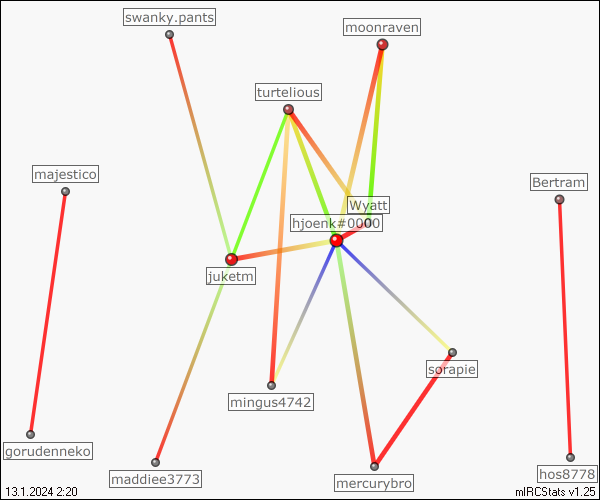 swanky.pants
moonraven
turtelious
majestico
Bertram
Wyatt
hjoenk#0000
juketm
sorapie
mingus4742
gorudenneko
maddiee3773
mercurybro
hos8778
13.1.2024 2:20
mIRCStats v1.25